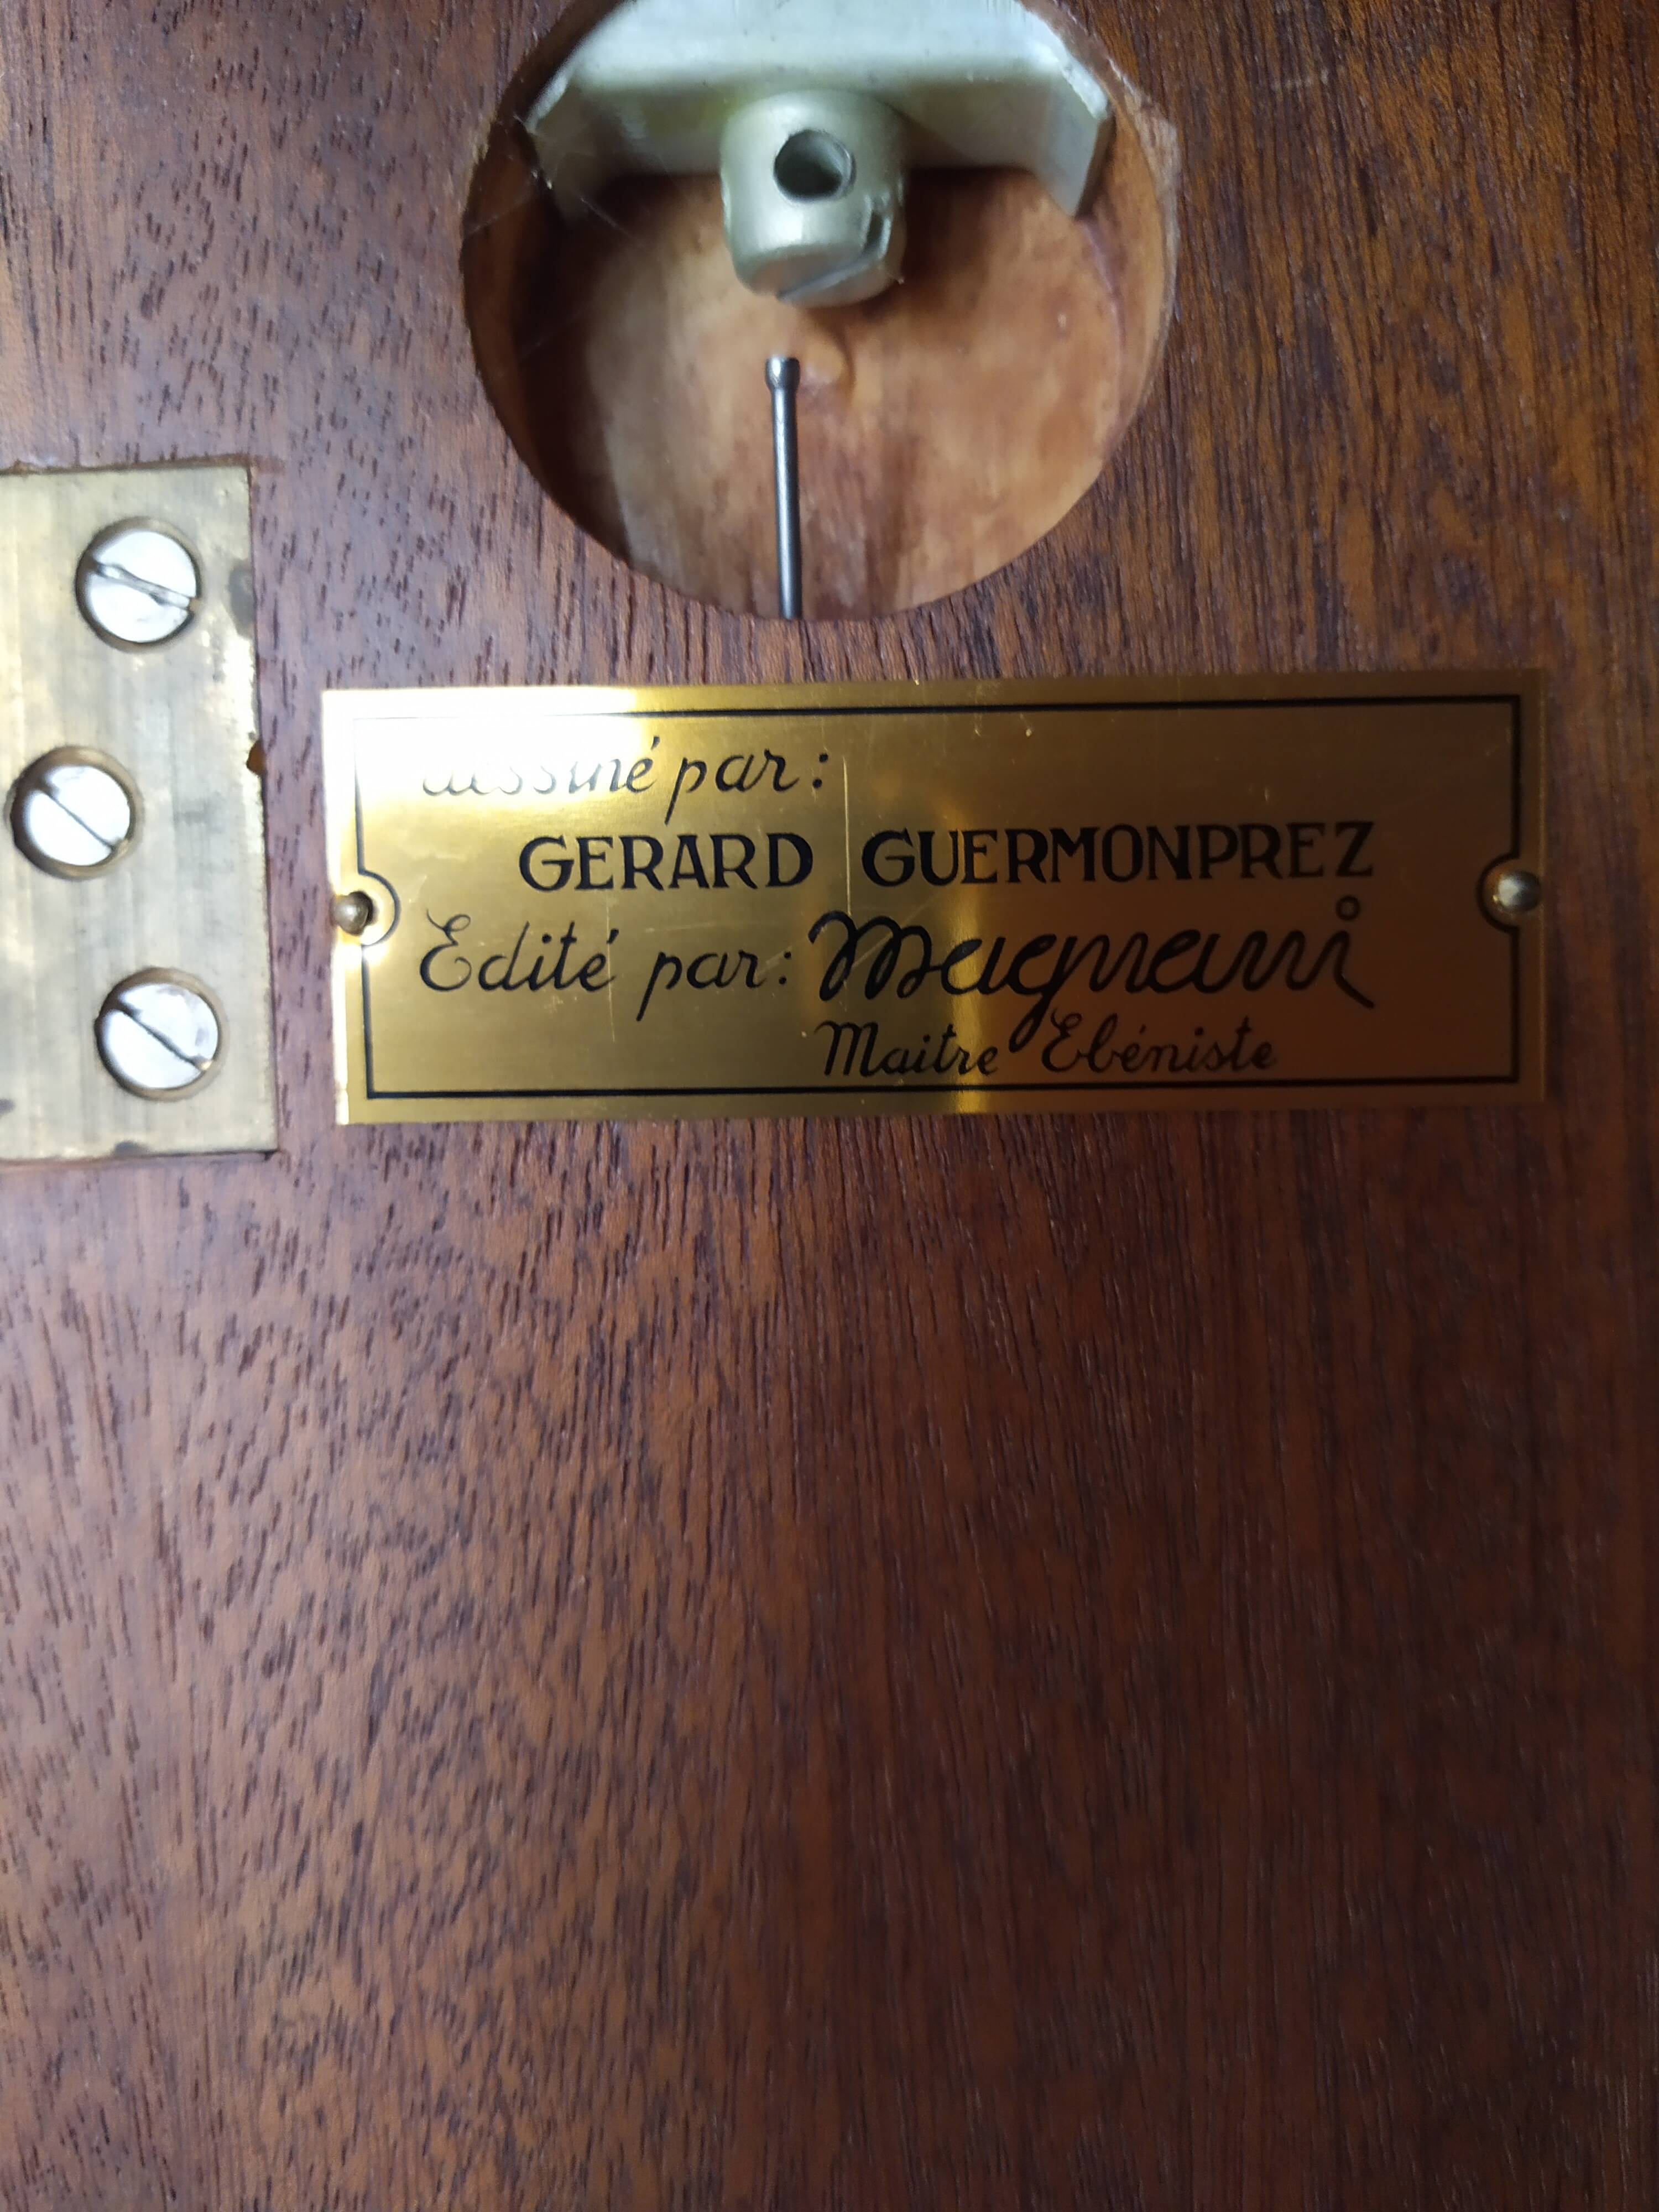 dessiné par :
GERARD GUERMONPREZ
Edité par : Magnani
Maitre Ebéniste